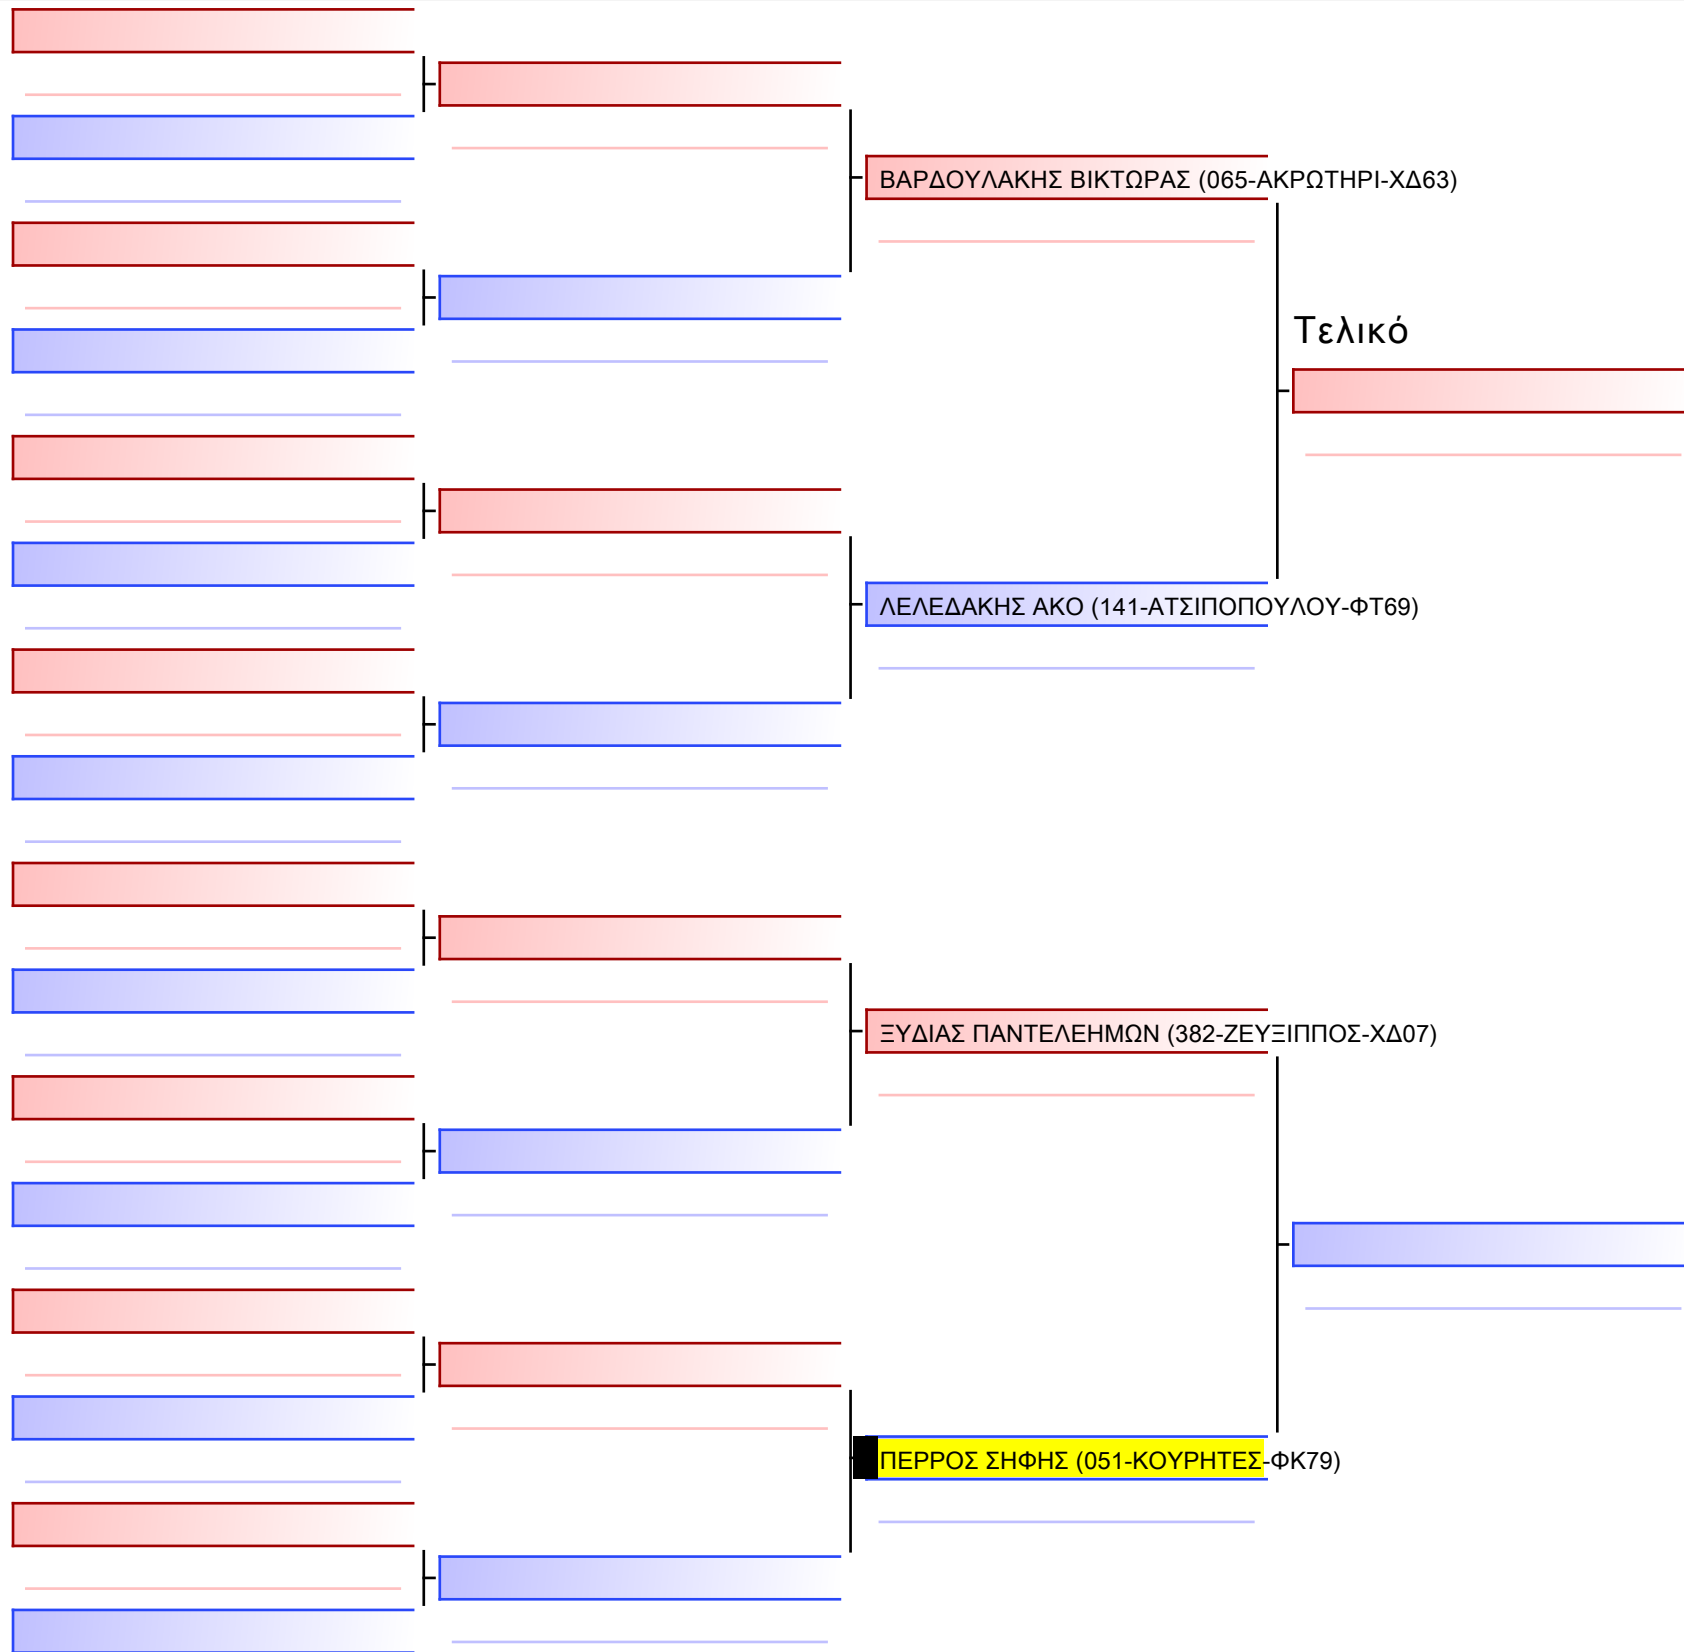 ΒΑΡΔΟΥΛΑΚΗΣ ΒΙΚΤΩΡΑΣ (065-ΑΚΡΩΤΗΡΙ-ΧΔ63)
Τελικό
ΛΕΛΕΔΑΚΗΣ ΑΚΟ (141-ΑΤΣΙΠΟΠΟΥΛΟΥ-ΦΤ69)
ΞΥΔΙΑΣ ΠΑΝΤΕΛΕΗΜΩΝ (382-ΖΕΥΞΙΠΠΟΣ-ΧΔ07)
ΠΕΡΡΟΣ ΣΗΦΗΣ (051-ΚΟΥΡΗΤΕΣ-ΦΚ79)